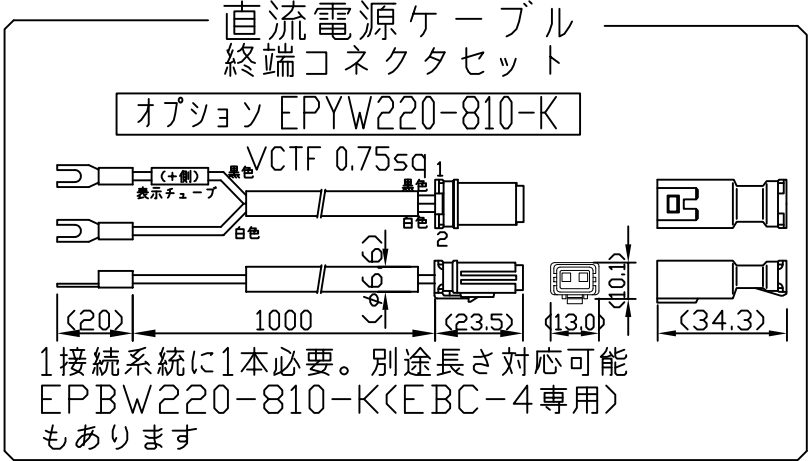 直流電源ケーブル
終端コネクタセット
オプション EPYW220-810-K
VCTF 0.75sq
(+側)
黒色
表示チューブ
黒色
1
白色
白色
2
(φ6.6)
(10.1)
(20)
1000
(23.5)
(13.0)
(34.3)
1接続系統に1本必要。別途長さ対応可能
EPBW220-810-K(EBC-4専用)
もあります